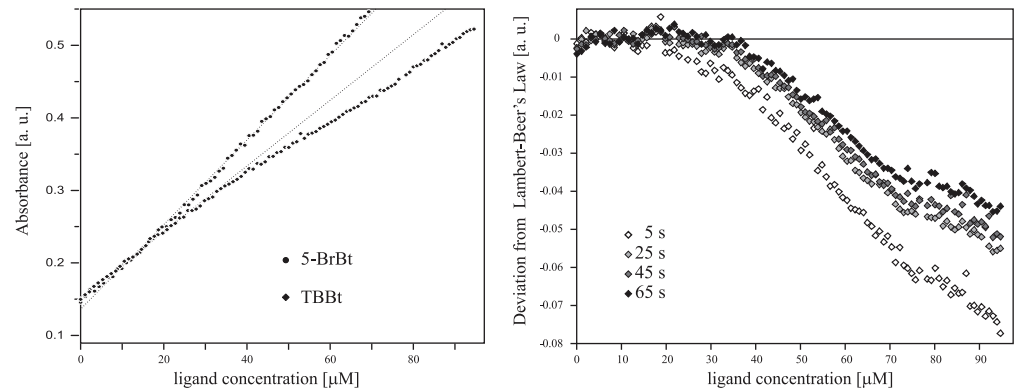 Absorbance [a. u.]
0.5
0.4
0.3
0.2
0.1
5-BrBt
TBBt
0 20 40 60 80
ligand concentration [μM]
Deviation from Lambert-Beer's Law [a. u.]
0
-0.01
-0.02
-0.03
-0.04
-0.05
-0.06
-0.07
-0.08
5 s
25 s
45 s
65 s
0 10 20 30 40 50 60 70 80 90
ligand concentration [μM]